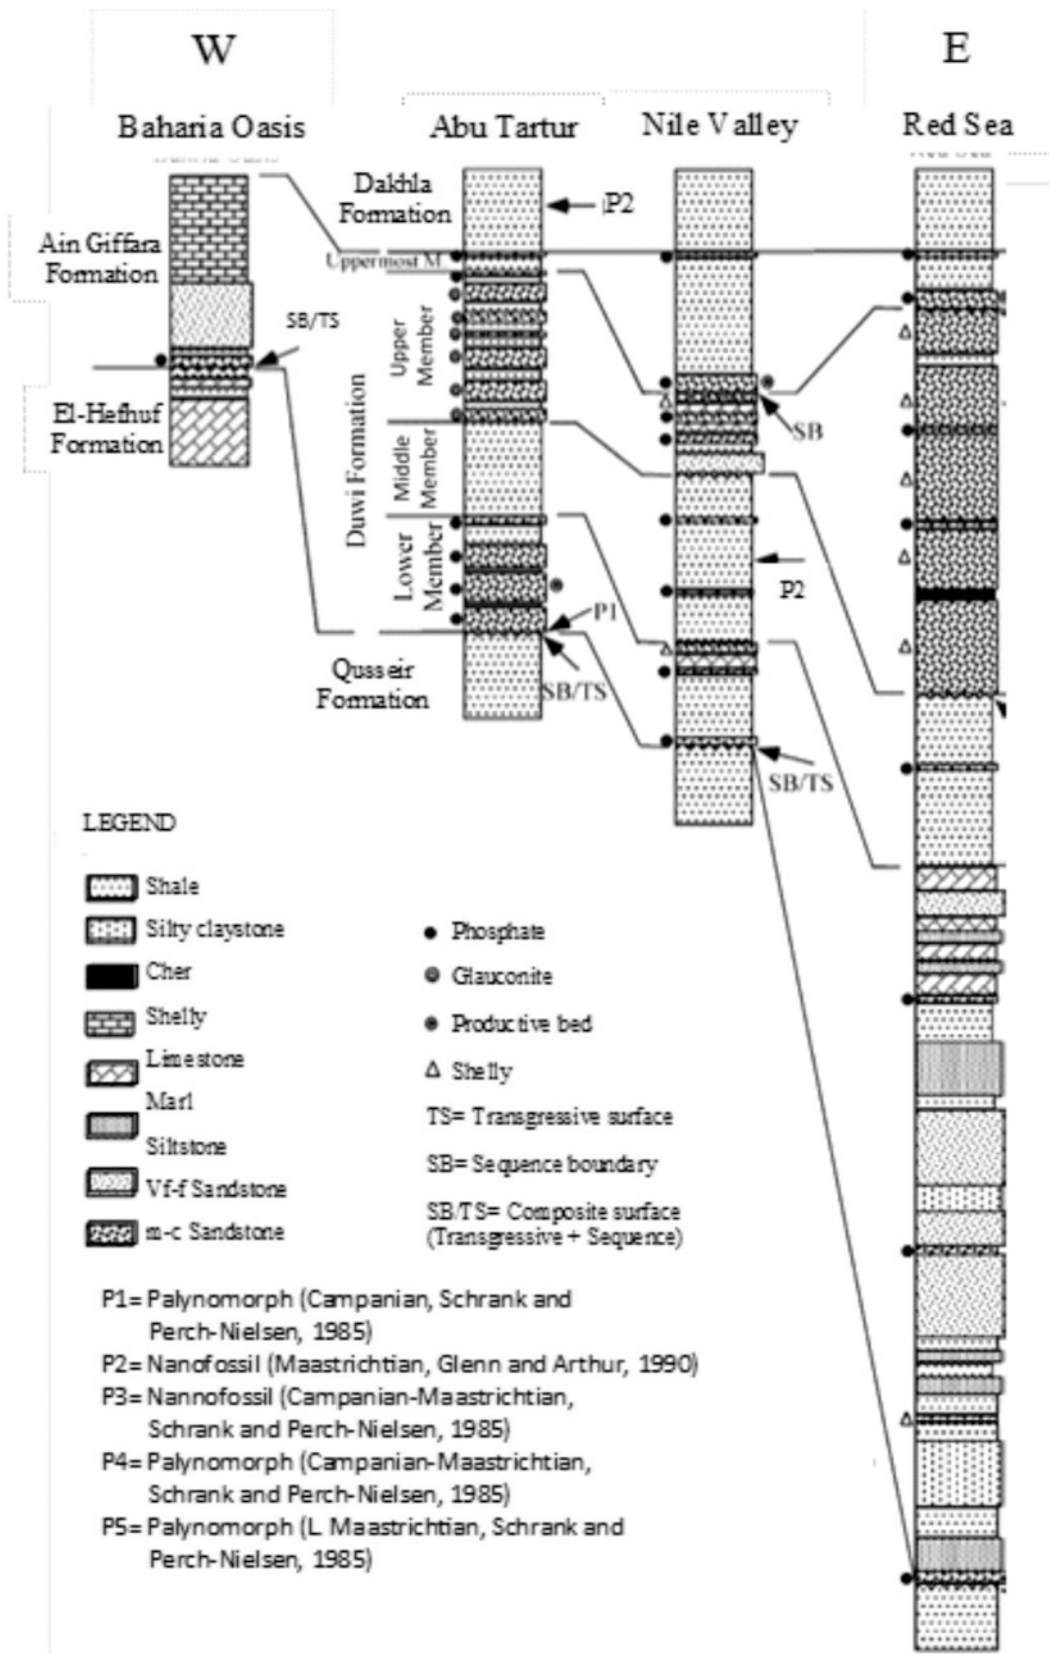 W
E
Baharia Oasis
Abu Tartur
Nile Valley
Red Sea
Dakhla
Formation
P2
Ain Giffara
Formation
Uppermost M
SB/TS
Upper
Member
El-Hefhuf
Formation
SB
Duwi Formation
Middle
Member
Lower
Member
P2
P1
Qusseir
Formation
SB/TS
SB/TS
LEGEND
Shale
Silty claystone
Cher
Shelly
Limestone
Marl
Siltstone
Vf-f Sandstone
m-c Sandstone
Phosphate
Glauconite
Productive bed
Shelly
TS= Transgressive surface
SB= Sequence boundary
SB/TS= Composite surface
(Transgressive + Sequence)
P1= Palynomorph (Campanian, Schrank and
Perch-Nielsen, 1985)
P2= Nanofossil (Maastrichtian, Glenn and Arthur, 1990)
P3= Nannofossil (Campanian-Maastrichtian,
Schrank and Perch-Nielsen, 1985)
P4= Palynomorph (Campanian-Maastrichtian,
Schrank and Perch-Nielsen, 1985)
P5= Palynomorph (L. Maastrichtian, Schrank and
Perch-Nielsen, 1985)